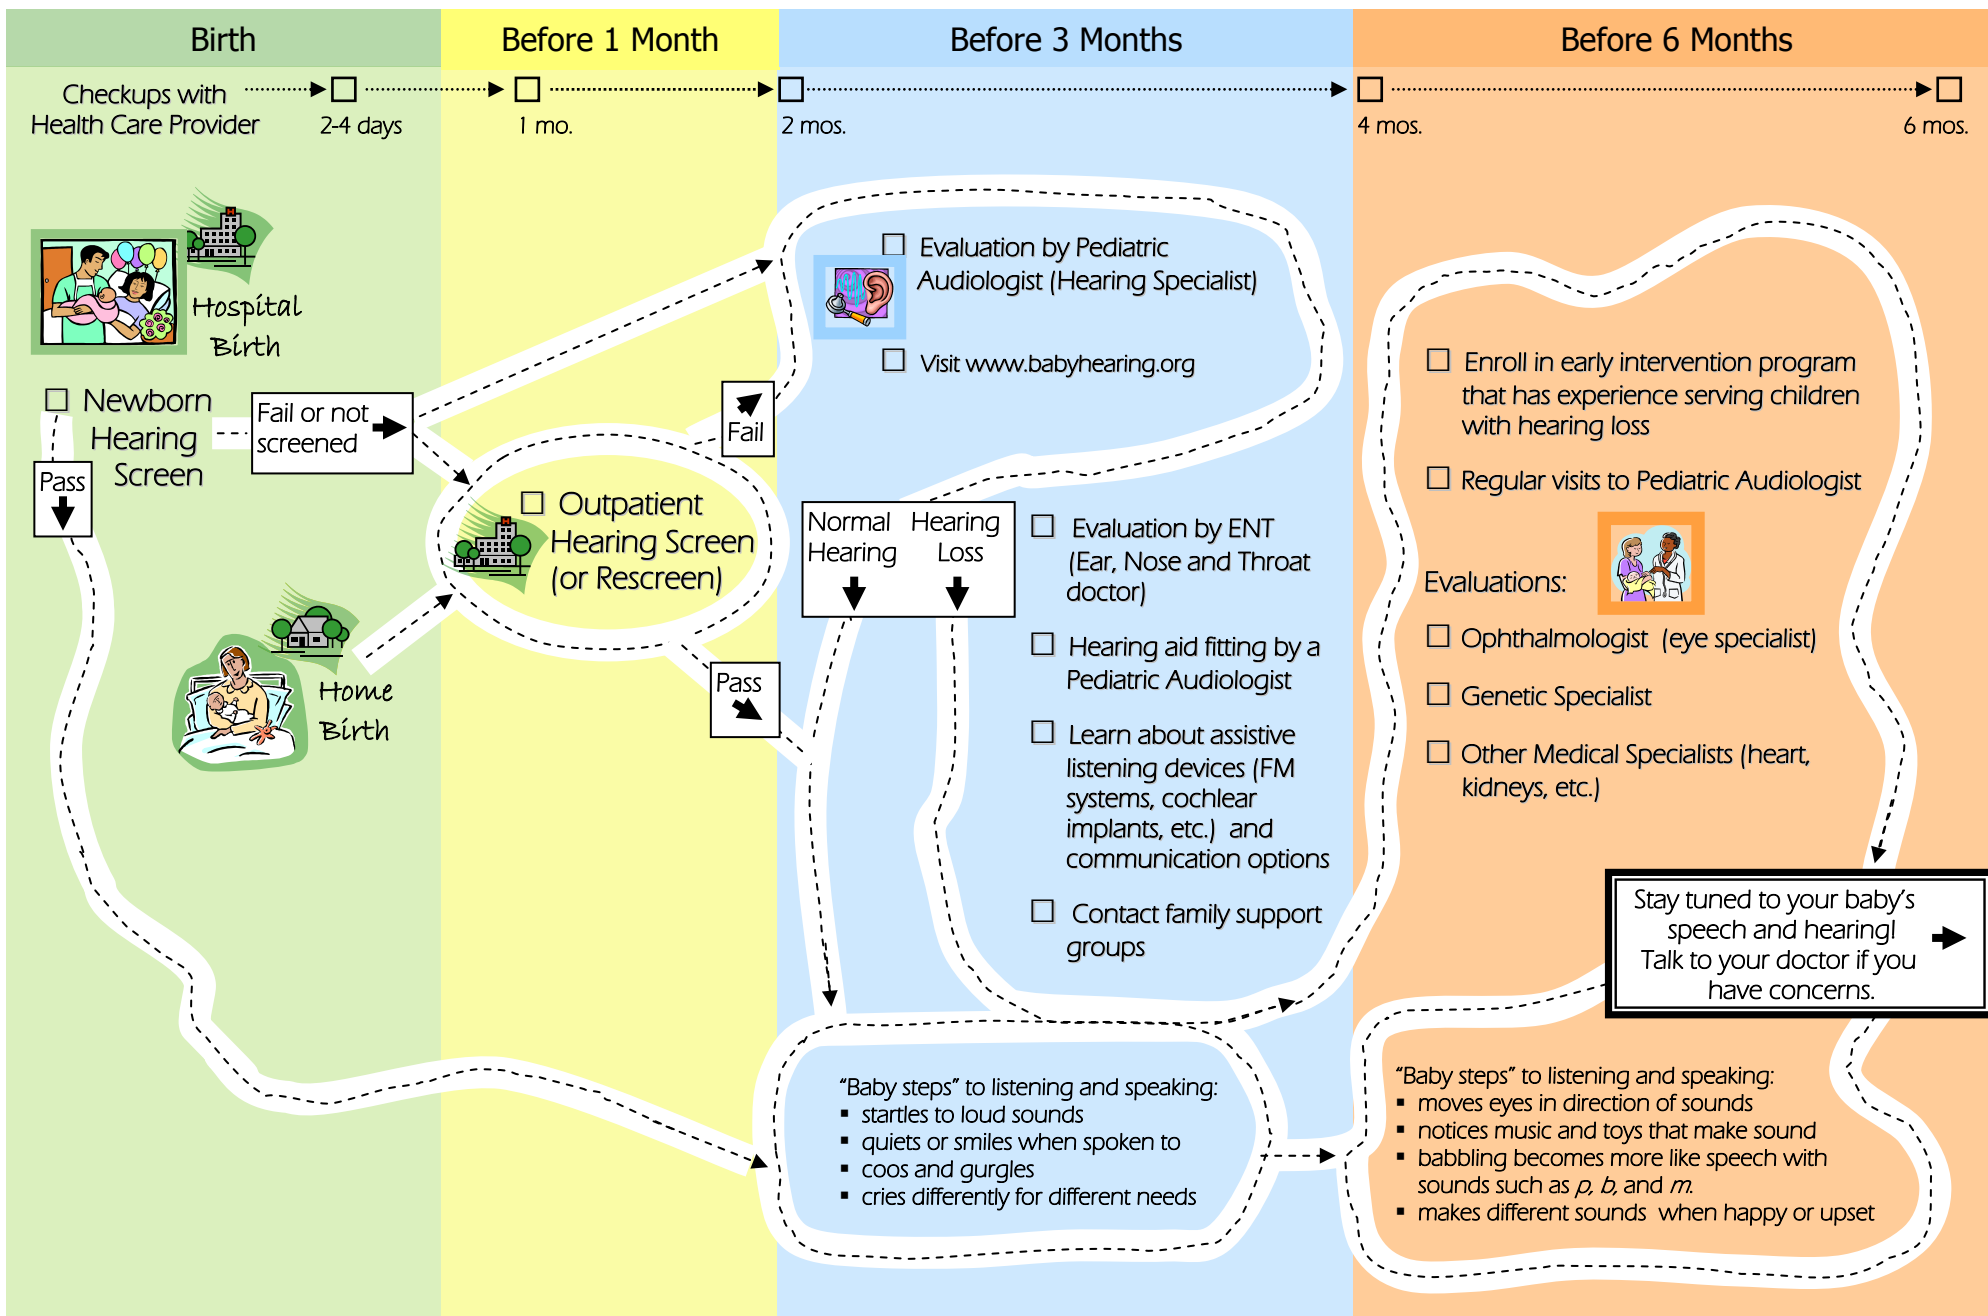 Birth
Before 1 Month
Before 3 Months
Before 6 Months
Checkups with
Health Care Provider
2-4 days
1 mo.
2 mos.
4 mos.
6 mos.
Hospital
Birth
☐ Newborn
Hearing
Screen
Fail or not
screened
Pass
Home
Birth
☐ Outpatient
Hearing Screen
(or Rescreen)
Fail
Pass
☐ Evaluation by Pediatric
Audiologist (Hearing Specialist)
☐ Visit www.babyhearing.org
Normal
Hearing
Hearing
Loss
☐ Evaluation by ENT
(Ear, Nose and Throat
doctor)
☐ Hearing aid fitting by a
Pediatric Audiologist
☐ Learn about assistive
listening devices (FM
systems, cochlear
implants, etc.) and
communication options
☐ Contact family support
groups
"Baby steps" to listening and speaking:
▪ startles to loud sounds
▪ quiets or smiles when spoken to
▪ coos and gurgles
▪ cries differently for different needs
☐ Enroll in early intervention program
that has experience serving children
with hearing loss
☐ Regular visits to Pediatric Audiologist
Evaluations:
☐ Ophthalmologist (eye specialist)
☐ Genetic Specialist
☐ Other Medical Specialists (heart,
kidneys, etc.)
Stay tuned to your baby's
speech and hearing!
Talk to your doctor if you
have concerns.
"Baby steps" to listening and speaking:
▪ moves eyes in direction of sounds
▪ notices music and toys that make sound
▪ babbling becomes more like speech with
sounds such as p, b, and m.
▪ makes different sounds when happy or upset